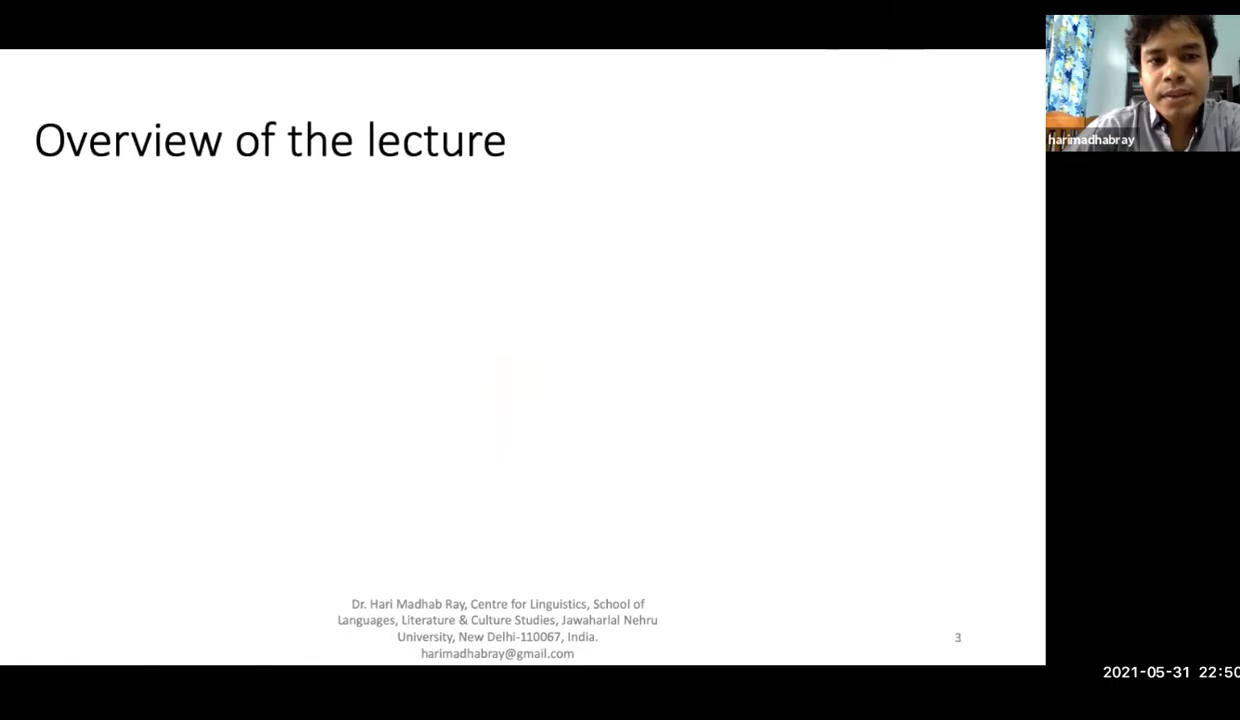 Overview of the lecture
harimadhabray
Dr. Hari Madhab Ray, Centre for Linguistics, School of
Languages, Literature & Culture Studies, Jawaharlal Nehru
University, New Delhi-110067, India.
harimadhabray@gmail.com
3
2021-05-31 22:50